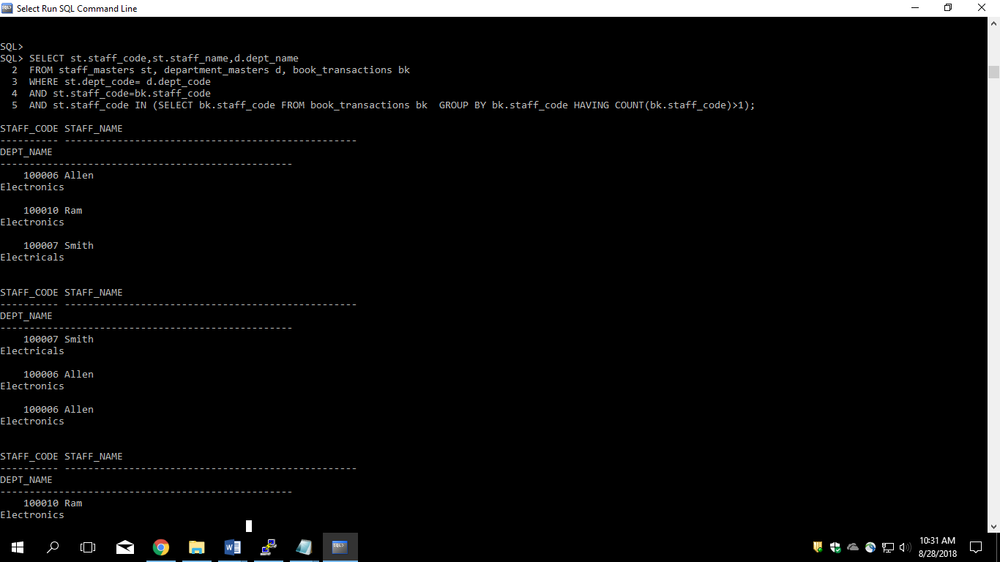 Select Run SQL Command Line
SQL>
SQL> SELECT st.staff_code,st.staff_name,d.dept_name
  2  FROM staff_masters st, department_masters d, book_transactions bk
  3  WHERE st.dept_code= d.dept_code
  4  AND st.staff_code=bk.staff_code
  5  AND st.staff_code IN (SELECT bk.staff_code FROM book_transactions bk  GROUP BY bk.staff_code HAVING COUNT(bk.staff_code)>1);
STAFF_CODE STAFF_NAME
---------- --------------------------------------------------
DEPT_NAME
--------------------------------------------------
    100006 Allen
Electronics
    100010 Ram
Electronics
    100007 Smith
Electricals
STAFF_CODE STAFF_NAME
---------- --------------------------------------------------
DEPT_NAME
--------------------------------------------------
    100007 Smith
Electricals
    100006 Allen
Electronics
    100006 Allen
Electronics
STAFF_CODE STAFF_NAME
---------- --------------------------------------------------
DEPT_NAME
--------------------------------------------------
    100010 Ram
Electronics
10:31 AM
8/28/2018